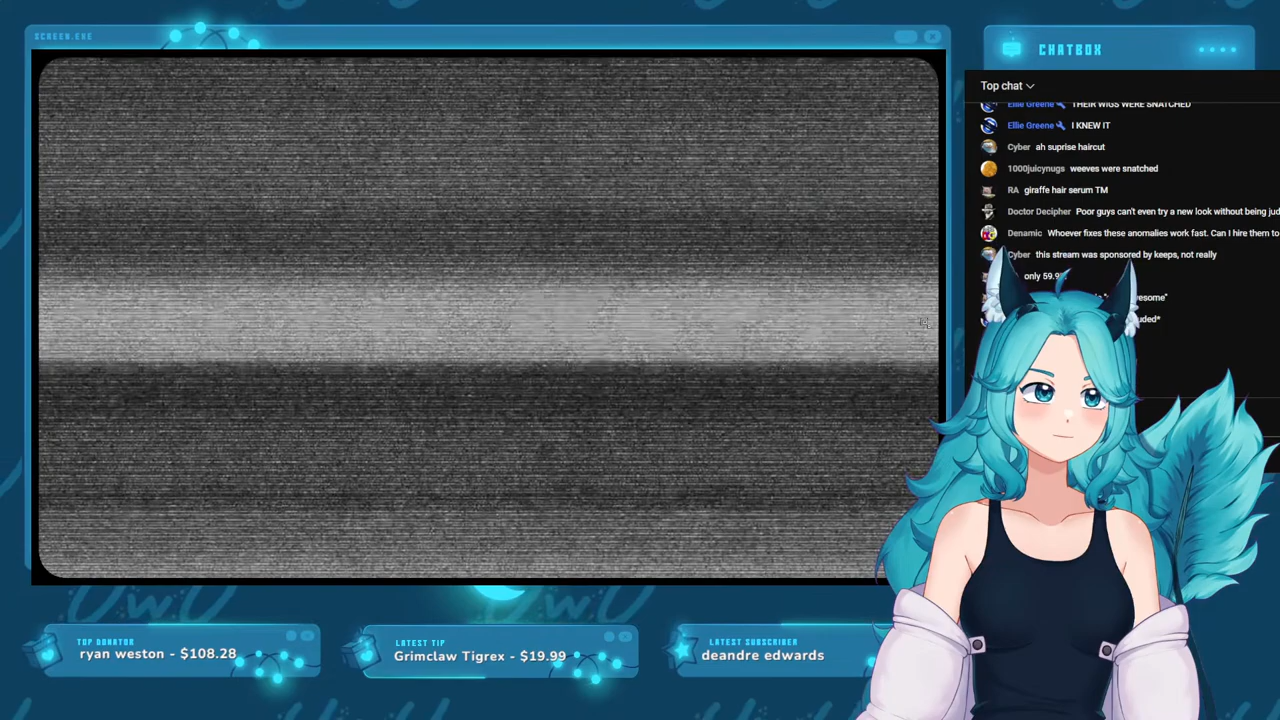 SCREEN.EXE
CHATBOX
Top chat
Ellie Greene THEIR WIGS WERE SNATCHED
Ellie Greene I KNEW IT
Cyber ah suprise haircut
1000juicynugs weeves were snatched
RA giraffe hair serum TM
Doctor Decipher Poor guys can't even try a new look without being
Denamic Whoever fixes these anomalies work fast. Can I hire them to
Cyber this stream was sponsored by keeps, not really
only 59.9
TOP DONATOR
ryan weston - $108.28
LATEST TIP
Grimclaw Tigrex - $19.99
LATEST SUBSCRIBER
deandre edwards
UwU
UwU